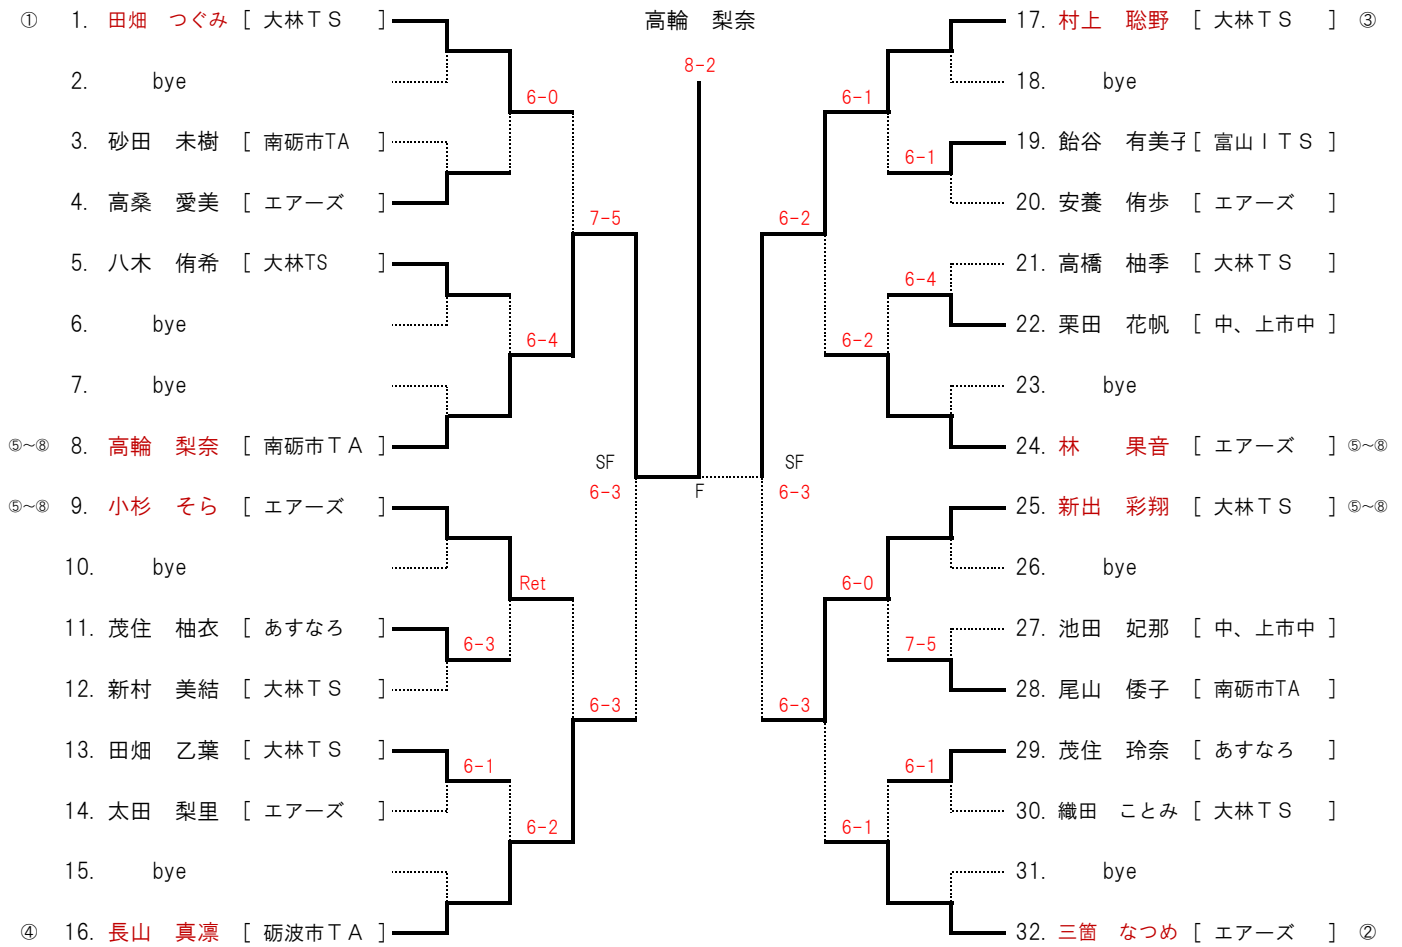 高輪 梨奈
8-2
① 1. 田畑 つぐみ [ 大林ＴＳ ]
2. bye
6-0
3. 砂田 未樹 [ 南砺市TA ]
4. 高桑 愛美 [ エアーズ ]
7-5
5. 八木 侑希 [ 大林TS ]
6. bye
6-4
7. bye
⑤~⑧ 8. 高輪 梨奈 [ 南砺市ＴＡ ]
SF
6-3
⑤~⑧ 9. 小杉 そら [ エアーズ ]
10. bye
Ret
11. 茂住 柚衣 [ あすなろ ]
6-3
12. 新村 美結 [ 大林ＴＳ ]
6-3
13. 田畑 乙葉 [ 大林ＴＳ ]
6-1
14. 太田 梨里 [ エアーズ ]
6-2
15. bye
④ 16. 長山 真凛 [ 砺波市ＴＡ ]
F
17. 村上 聡野 [ 大林ＴＳ ] ③
18. bye
6-1
19. 飴谷 有美子 [ 富山ＩＴＳ ]
6-1
20. 安養 侑歩 [ エアーズ ]
6-2
21. 高橋 柚季 [ 大林ＴＳ ]
6-4
22. 栗田 花帆 [ 中、上市中 ]
6-2
23. bye
24. 林 果音 [ エアーズ ] ⑤~⑧
SF
6-3
25. 新出 彩翔 [ 大林ＴＳ ] ⑤~⑧
26. bye
6-0
27. 池田 妃那 [ 中、上市中 ]
7-5
28. 尾山 倭子 [ 南砺市TA ]
6-3
29. 茂住 玲奈 [ あすなろ ]
6-1
30. 織田 ことみ [ 大林ＴＳ ]
6-1
31. bye
32. 三箇 なつめ [ エアーズ ] ②